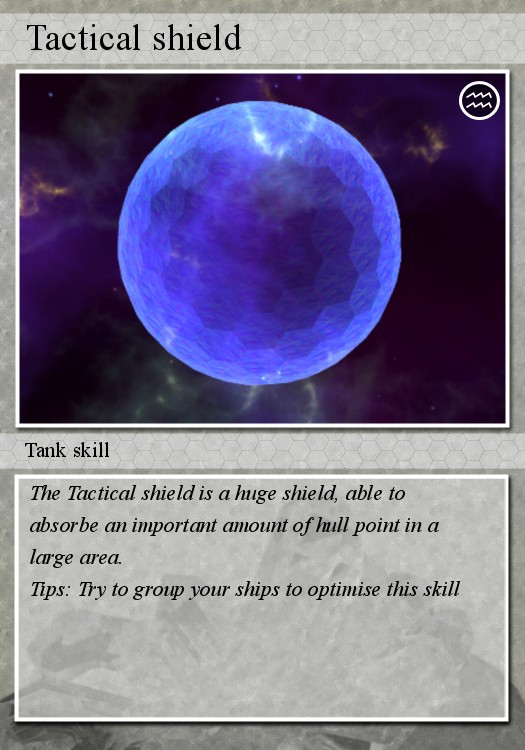 Tactical shield
Tank skill
The Tactical shield is a huge shield, able to
absorbe an important amount of hull point in a
large area.
Tips: Try to group your ships to optimise this skill